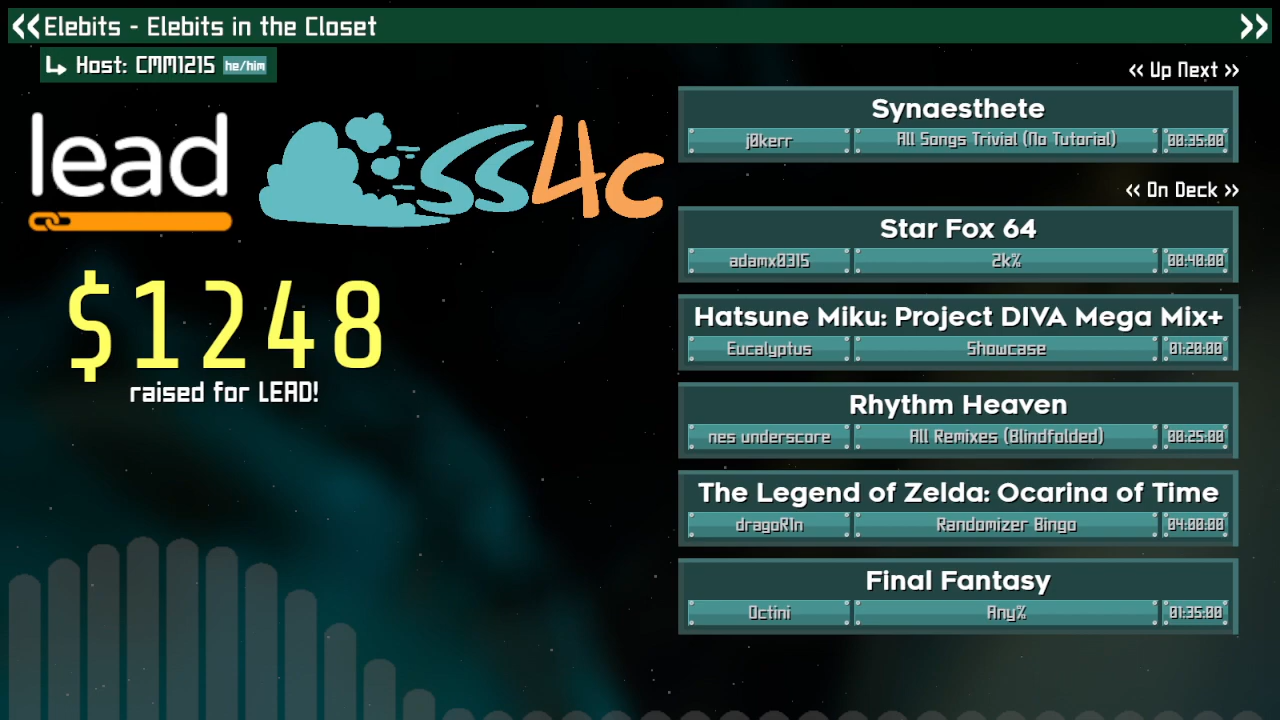 Elebits - Elebits in the Closet
Host: CMM1215 he/him
lead
ss4c
$1248
raised for LEAD!
<< Up Next >>
Synaesthete
j0kerr All Songs Trivial (No Tutorial) 00:35:00
<< On Deck >>
Star Fox 64
adamx0315 2k% 00:40:00
Hatsune Miku: Project DIVA Mega Mix+
Eucalyptus Showcase 01:20:00
Rhythm Heaven
nes underscore All Remixes (Blindfolded) 00:25:00
The Legend of Zelda: Ocarina of Time
dragoR1n Randomizer Bingo 04:00:00
Final Fantasy
Octini Any% 01:35:00